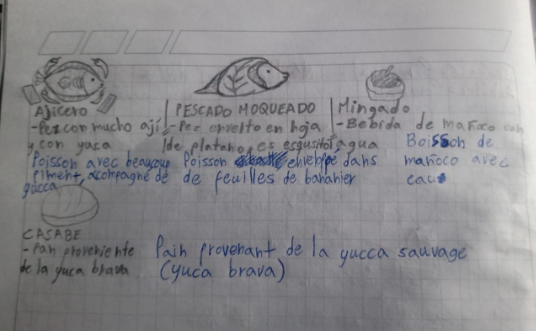 Ajicero
- Pez con mucho ají
y con yuca
Poisson avec beaucoup
Piment, acompagné de
yucca
PESCADO MOQUEADO
- Pez envuelto en hoja
de platano, es esquisito
Poisson enveloppé dans
de feuilles de bananier
Mingado
- Bebida de mañoco con
agua
Boisson de
mañoco avec
eau
CASABE
- Pan proveniente
de la yuca brava
Pain provenant de la yucca sauvage
(yuca brava)